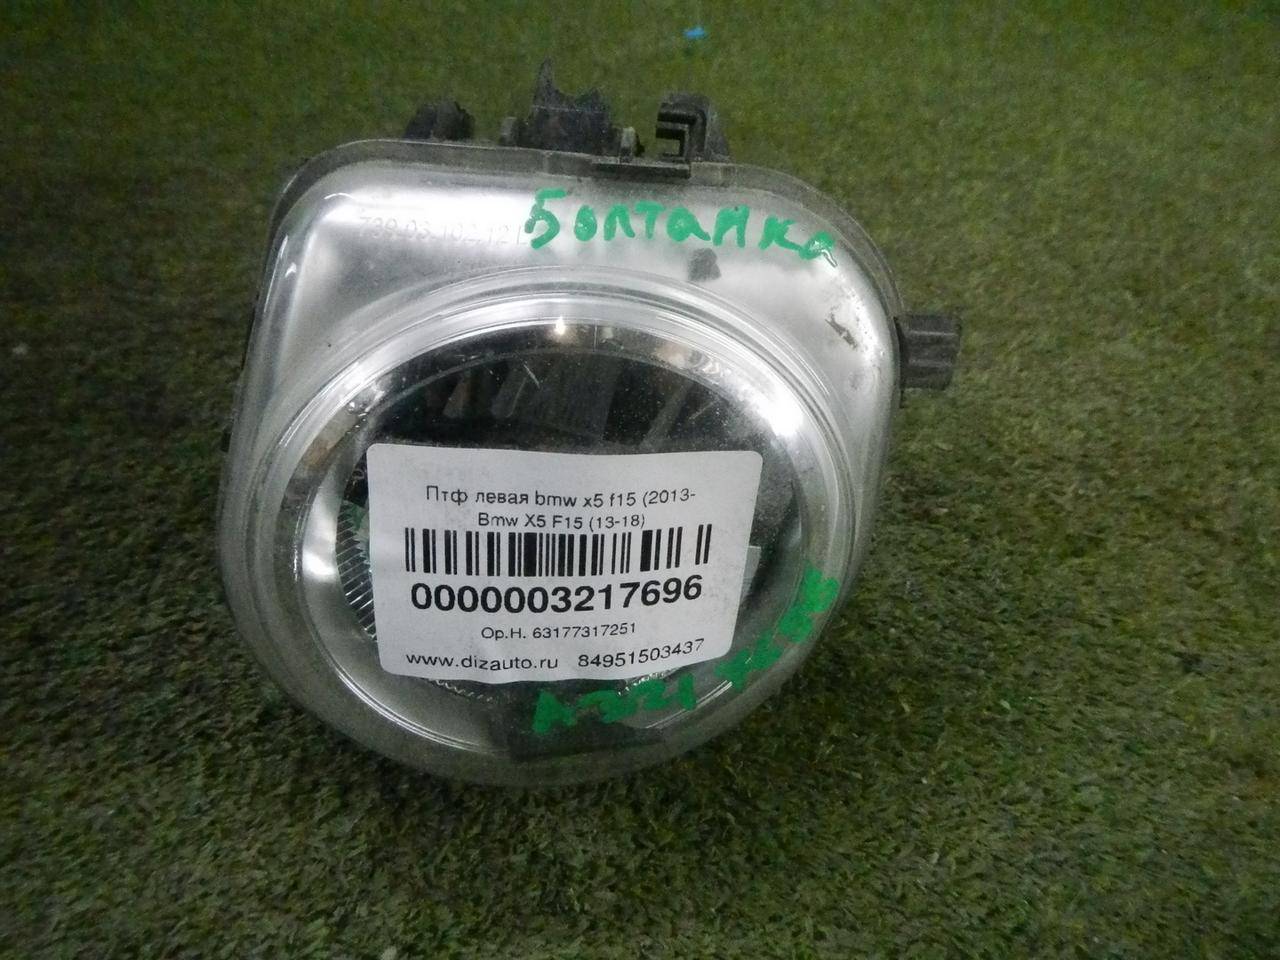 Болтанка
Птф левая bmw x5 f15 (2013-
Bmw X5 F15 (13-18)
0000003217696
Ор.Н. 63177317251
www.dizauto.ru 84951503437